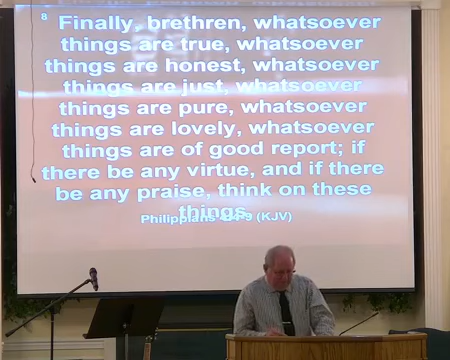 8 Finally, brethren, whatsoever
things are true, whatsoever
things are honest, whatsoever
things are just, whatsoever
things are pure, whatsoever
things are lovely, whatsoever
things are of good report; if
there be any virtue, and if there
be any praise, think on these
things.
Philippians (KJV)